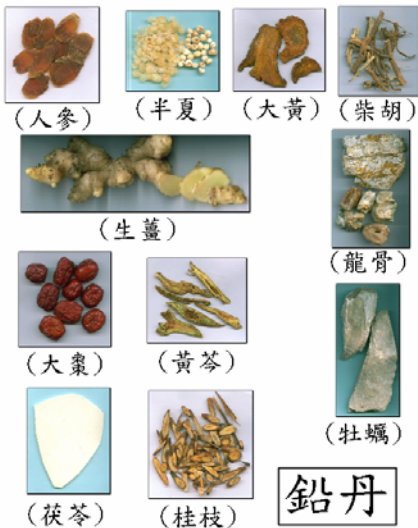 (人參)
(半夏)
(大黃)
(柴胡)
(生薑)
(龍骨)
(大棗)
(黃芩)
(牡蠣)
(茯苓)
(桂枝)
鉛丹